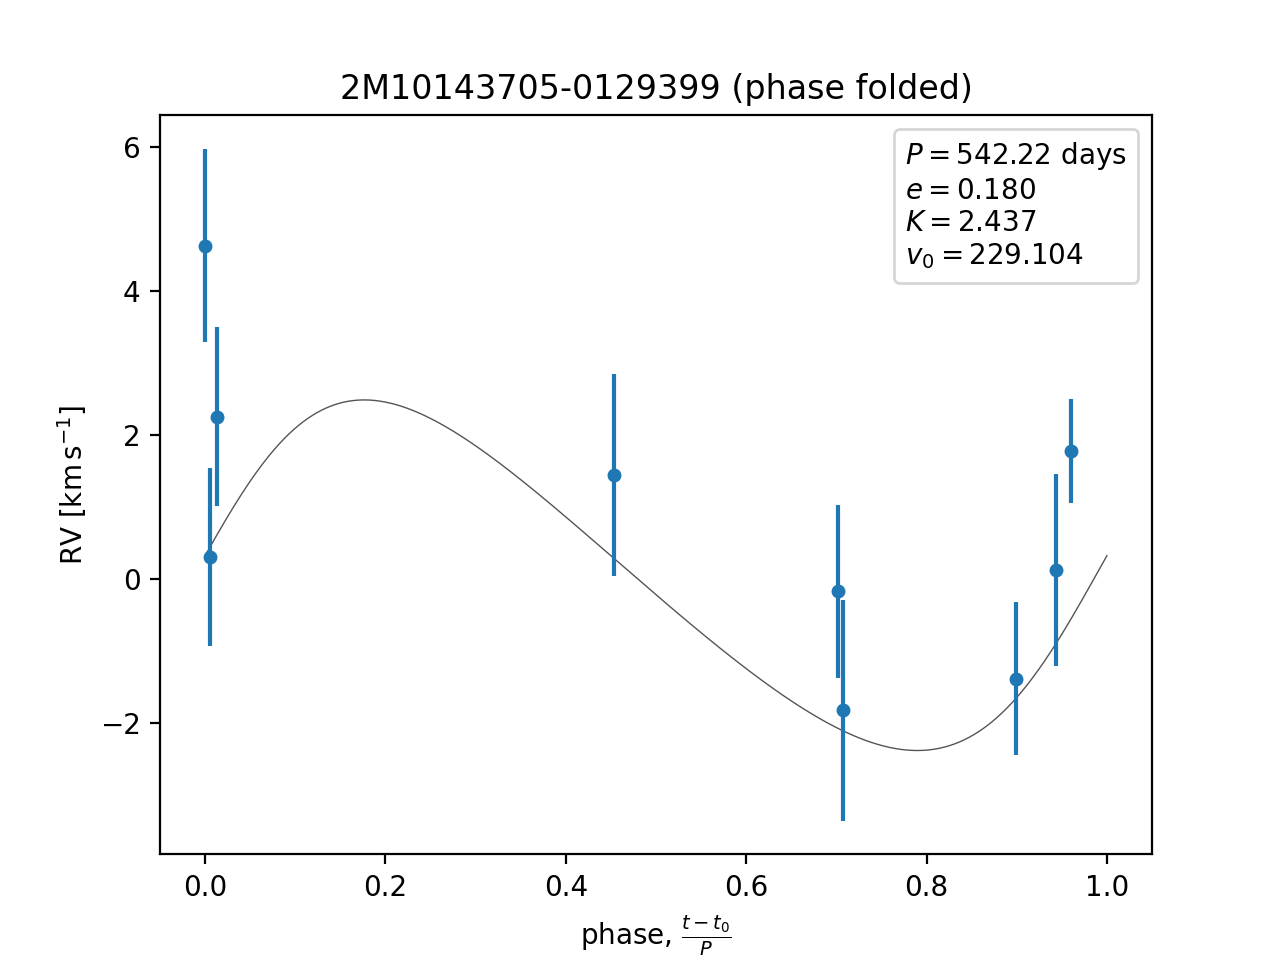 2M10143705-0129399 (phase folded)
P = 542.22 days
e = 0.180
K = 2.437
v₀ = 229.104
6
4
2
0
−2
RV [km s⁻¹]
0.0 0.2 0.4 0.6 0.8 1.0
phase, (t − t₀)/P